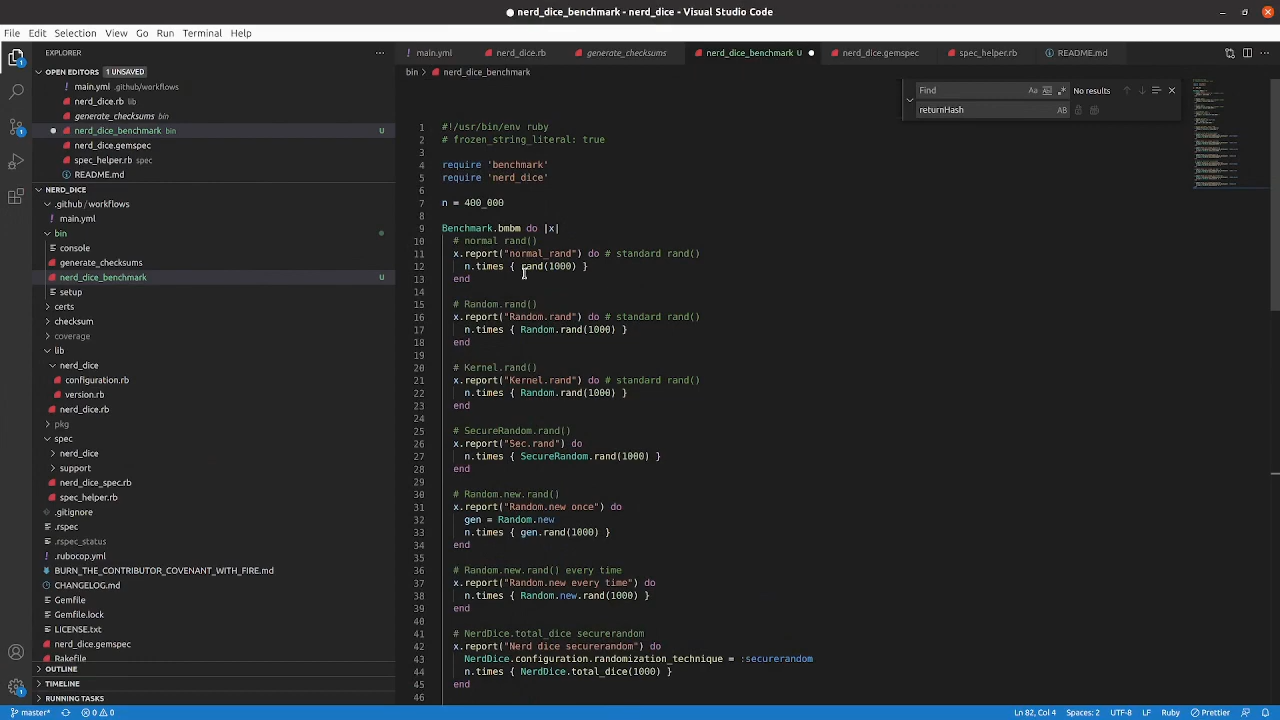 nerd_dice_benchmark - nerd_dice - Visual Studio Code
File Edit Selection View Go Run Terminal Help
EXPLORER
main.yml
nerd_dice.rb
generate_checksums
nerd_dice_benchmark U
nerd_dice.gemspec
spec_helper.rb
README.md
OPEN EDITORS 1 UNSAVED
main.yml .github/workflows
nerd_dice.rb lib
generate_checksums bin
nerd_dice_benchmark bin U
nerd_dice.gemspec
spec_helper.rb spec
README.md
NERD_DICE
.github / workflows
main.yml
bin
console
generate_checksums
nerd_dice_benchmark U
setup
certs
checksum
coverage
lib
nerd_dice
configuration.rb
version.rb
nerd_dice.rb
pkg
spec
nerd_dice
support
nerd_dice_spec.rb
spec_helper.rb
.gitignore
.rspec
.rspec_status
.rubocop.yml
BURN_THE_CONTRIBUTOR_COVENANT_WITH_FIRE.md
CHANGELOG.md
Gemfile
Gemfile.lock
LICENSE.txt
nerd_dice.gemspec
Rakefile
OUTLINE
TIMELINE
RUNNING TASKS
bin > nerd_dice_benchmark
Find Aa Ab No results
returnHash AB
1 #!/usr/bin/env ruby
2 # frozen_string_literal: true
3
4 require 'benchmark'
5 require 'nerd_dice'
6
7 n = 400_000
8
9 Benchmark.bmbm do |x|
10 # normal rand()
11 x.report("normal_rand") do # standard rand()
12 n.times { rand(1000) }
13 end
14
15 # Random.rand()
16 x.report("Random.rand") do # standard rand()
17 n.times { Random.rand(1000) }
18 end
19
20 # Kernel.rand()
21 x.report("Kernel.rand") do # standard rand()
22 n.times { Random.rand(1000) }
23 end
24
25 # SecureRandom.rand()
26 x.report("Sec.rand") do
27 n.times { SecureRandom.rand(1000) }
28 end
29
30 # Random.new.rand()
31 x.report("Random.new once") do
32 gen = Random.new
33 n.times { gen.rand(1000) }
34 end
35
36 # Random.new.rand() every time
37 x.report("Random.new every time") do
38 n.times { Random.new.rand(1000) }
39 end
40
41 # NerdDice.total_dice securerandom
42 x.report("Nerd dice securerandom") do
43 NerdDice.configuration.randomization_technique = :securerandom
44 n.times { NerdDice.total_dice(1000) }
45 end
46
master* 0 0 Ln 82, Col 4 Spaces: 2 UTF-8 LF Ruby Prettier